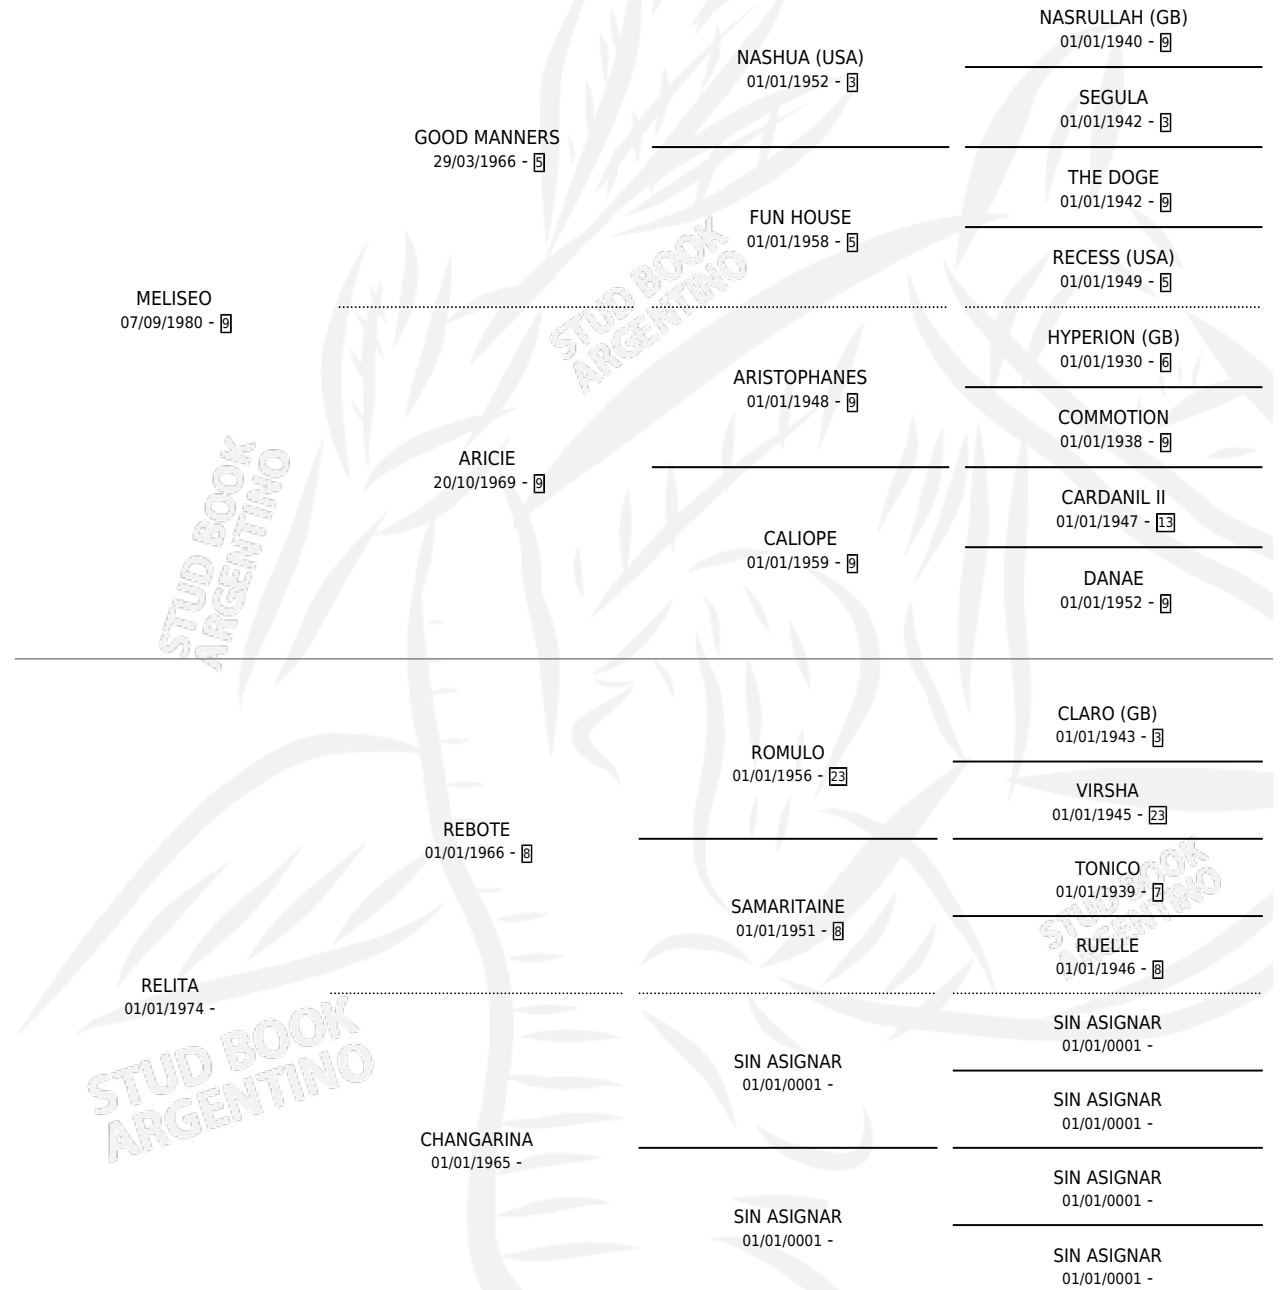 NASRULLAH (GB)
01/01/1940 - 9
NASHUA (USA)
01/01/1952 - 3
SEGULA
01/01/1942 - 3
GOOD MANNERS
29/03/1966 - 5
THE DOGE
01/01/1942 - 9
FUN HOUSE
01/01/1958 - 5
RECESS (USA)
01/01/1949 - 5
MELISEO
07/09/1980 - 9
HYPERION (GB)
01/01/1930 - 6
ARISTOPHANES
01/01/1948 - 9
COMMOTION
01/01/1938 - 9
ARICIE
20/10/1969 - 9
CARDANIL II
01/01/1947 - 13
CALIOPE
01/01/1959 - 9
DANAE
01/01/1952 - 9
CLARO (GB)
01/01/1943 - 3
ROMULO
01/01/1956 - 23
VIRSHA
01/01/1945 - 23
REBOTE
01/01/1966 - 8
TONICO
01/01/1939 - 7
SAMARITAINE
01/01/1951 - 8
RUELLE
01/01/1946 - 8
RELITA
01/01/1974 -
SIN ASIGNAR
01/01/0001 -
SIN ASIGNAR
01/01/0001 -
SIN ASIGNAR
01/01/0001 -
CHANGARINA
01/01/1965 -
SIN ASIGNAR
01/01/0001 -
SIN ASIGNAR
01/01/0001 -
SIN ASIGNAR
01/01/0001 -
STUD BOOK
ARGENTINO
STUD BOOK
ARGENTINO
STUD BOOK
ARGENTINO
STUD BOOK
ARGENTINO